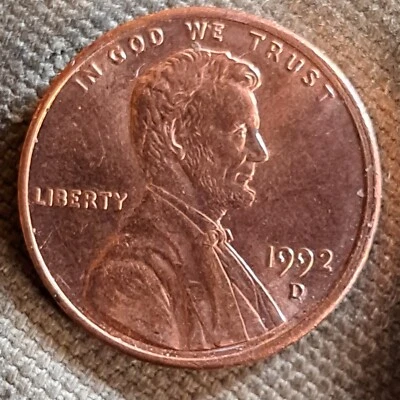 IN GOD WE TRUST
LIBERTY
1992
D